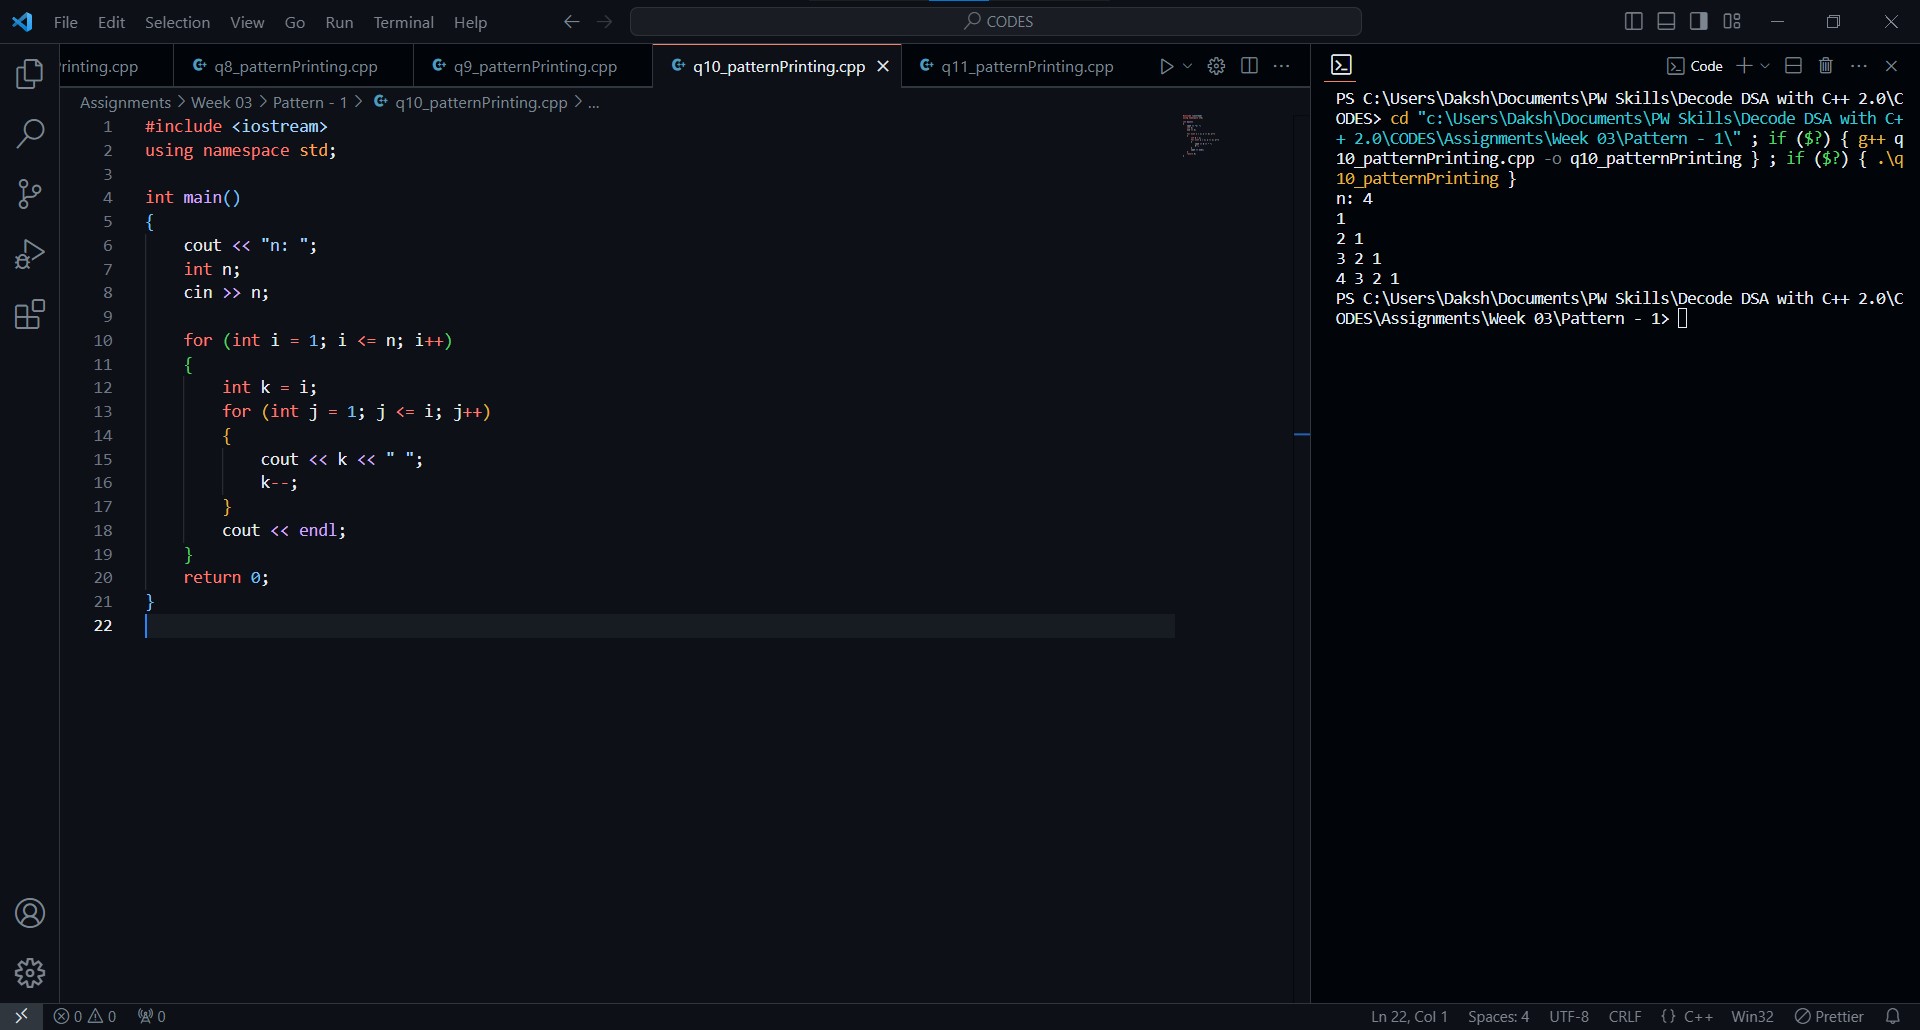 File Edit Selection View Go Run Terminal Help CODES
rinting.cpp q8_patternPrinting.cpp q9_patternPrinting.cpp q10_patternPrinting.cpp q11_patternPrinting.cpp
Assignments > Week 03 > Pattern - 1 > q10_patternPrinting.cpp > ...
1 #include <iostream>
2 using namespace std;
3
4 int main()
5 {
6 cout << "n: ";
7 int n;
8 cin >> n;
9
10 for (int i = 1; i <= n; i++)
11 {
12 int k = i;
13 for (int j = 1; j <= i; j++)
14 {
15 cout << k << " ";
16 k--;
17 }
18 cout << endl;
19 }
20 return 0;
21 }
22
Code
PS C:\Users\Daksh\Documents\PW Skills\Decode DSA with C++ 2.0\C
ODES> cd "c:\Users\Daksh\Documents\PW Skills\Decode DSA with C+
+ 2.0\CODES\Assignments\Week 03\Pattern - 1\" ; if ($?) { g++ q
10_patternPrinting.cpp -o q10_patternPrinting } ; if ($?) { .\q
10_patternPrinting }
n: 4
1
2 1
3 2 1
4 3 2 1
PS C:\Users\Daksh\Documents\PW Skills\Decode DSA with C++ 2.0\C
ODES\Assignments\Week 03\Pattern - 1>
0 0 0 Ln 22, Col 1 Spaces: 4 UTF-8 CRLF {} C++ Win32 Prettier